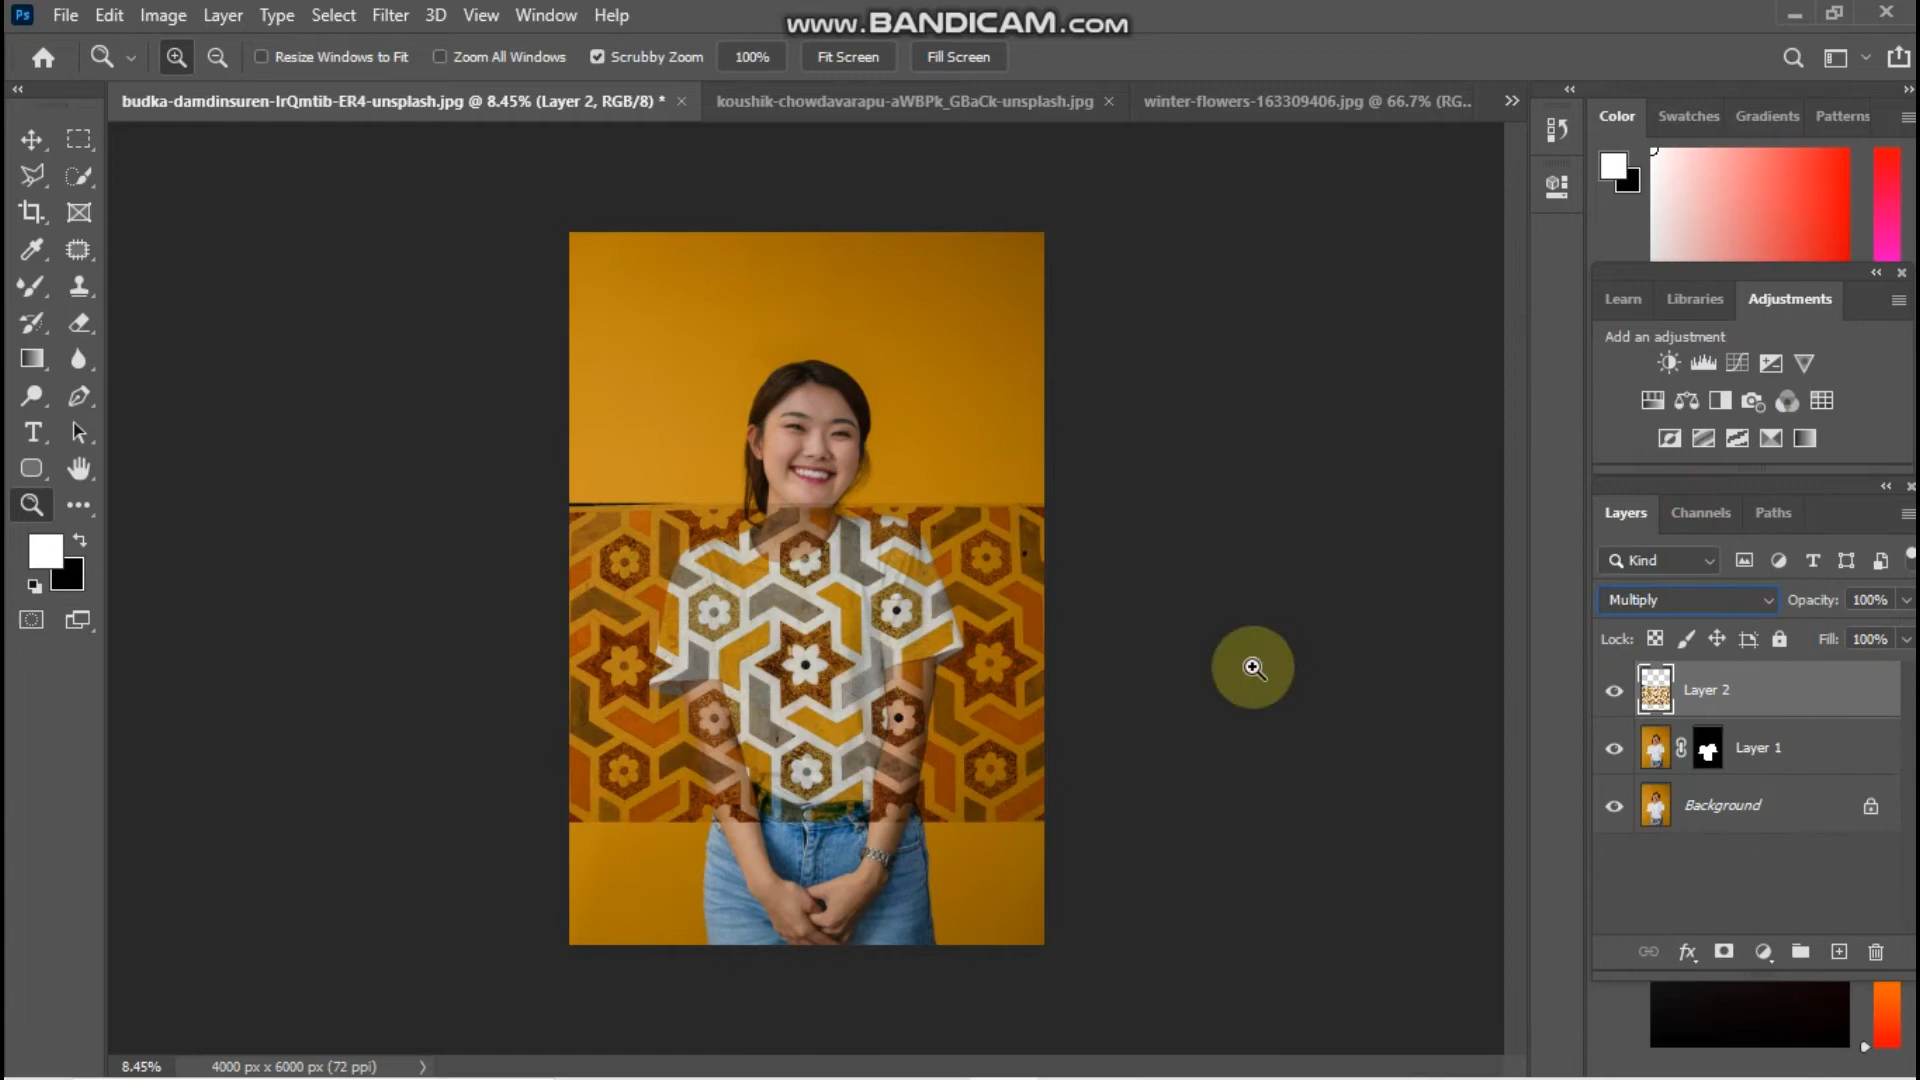 Ps File Edit Image Layer Type Select Filter 3D View Window Help
www.BANDICAM.com
Resize Windows to Fit Zoom All Windows Scrubby Zoom 100% Fit Screen Fill Screen
budka-damdinsuren-IrQmtib-ER4-unsplash.jpg @ 8.45% (Layer 2, RGB/8) *
koushik-chowdavarapu-aWBPk_GBaCk-unsplash.jpg
winter-flowers-163309406.jpg @ 66.7% (RG..
Color Swatches Gradients Patterns
Learn Libraries Adjustments
Add an adjustment
Layers Channels Paths
Kind
Multiply Opacity: 100%
Lock: Fill: 100%
Layer 2
Layer 1
Background
fx
8.45% 4000 px x 6000 px (72 ppi)